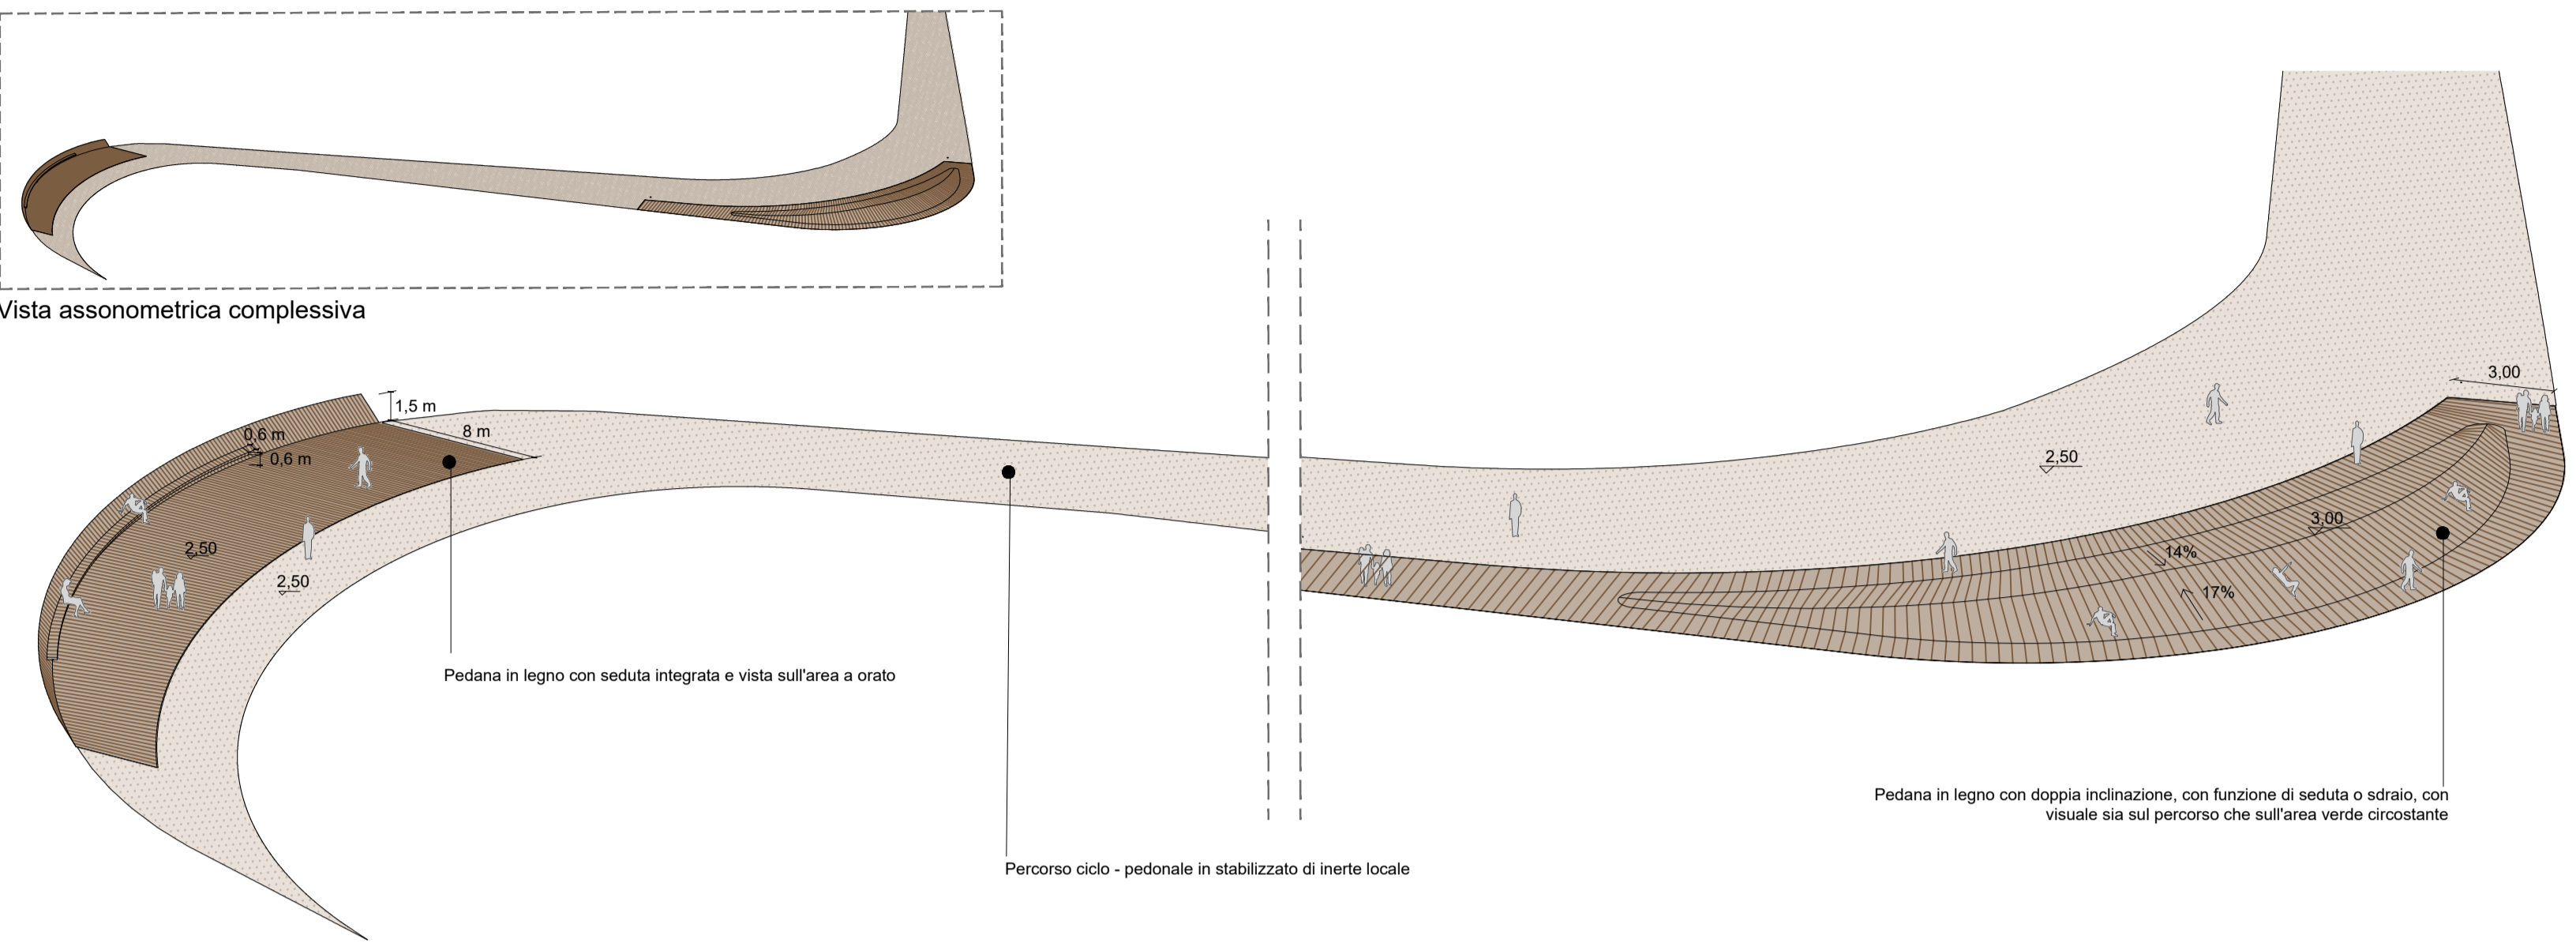 Vista assonometrica complessiva
3,00
1,5 m
8 m
0,6 m
0,6 m
2,50
3,00
2,50
14%
2,50
17%
Pedana in legno con seduta integrata e vista sull'area a orato
Pedana in legno con doppia inclinazione, con funzione di seduta o sdraio, con
visuale sia sul percorso che sull'area verde circostante
Percorso ciclo - pedonale in stabilizzato di inerte locale